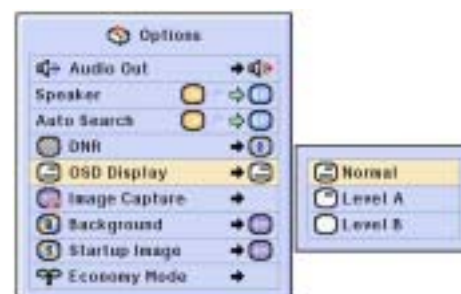 Options
Audio Out
Speaker
Auto Search
DNR
OSD Display
Image Capture
Background
Startup Image
Economy Mode
Normal
Level A
Level B